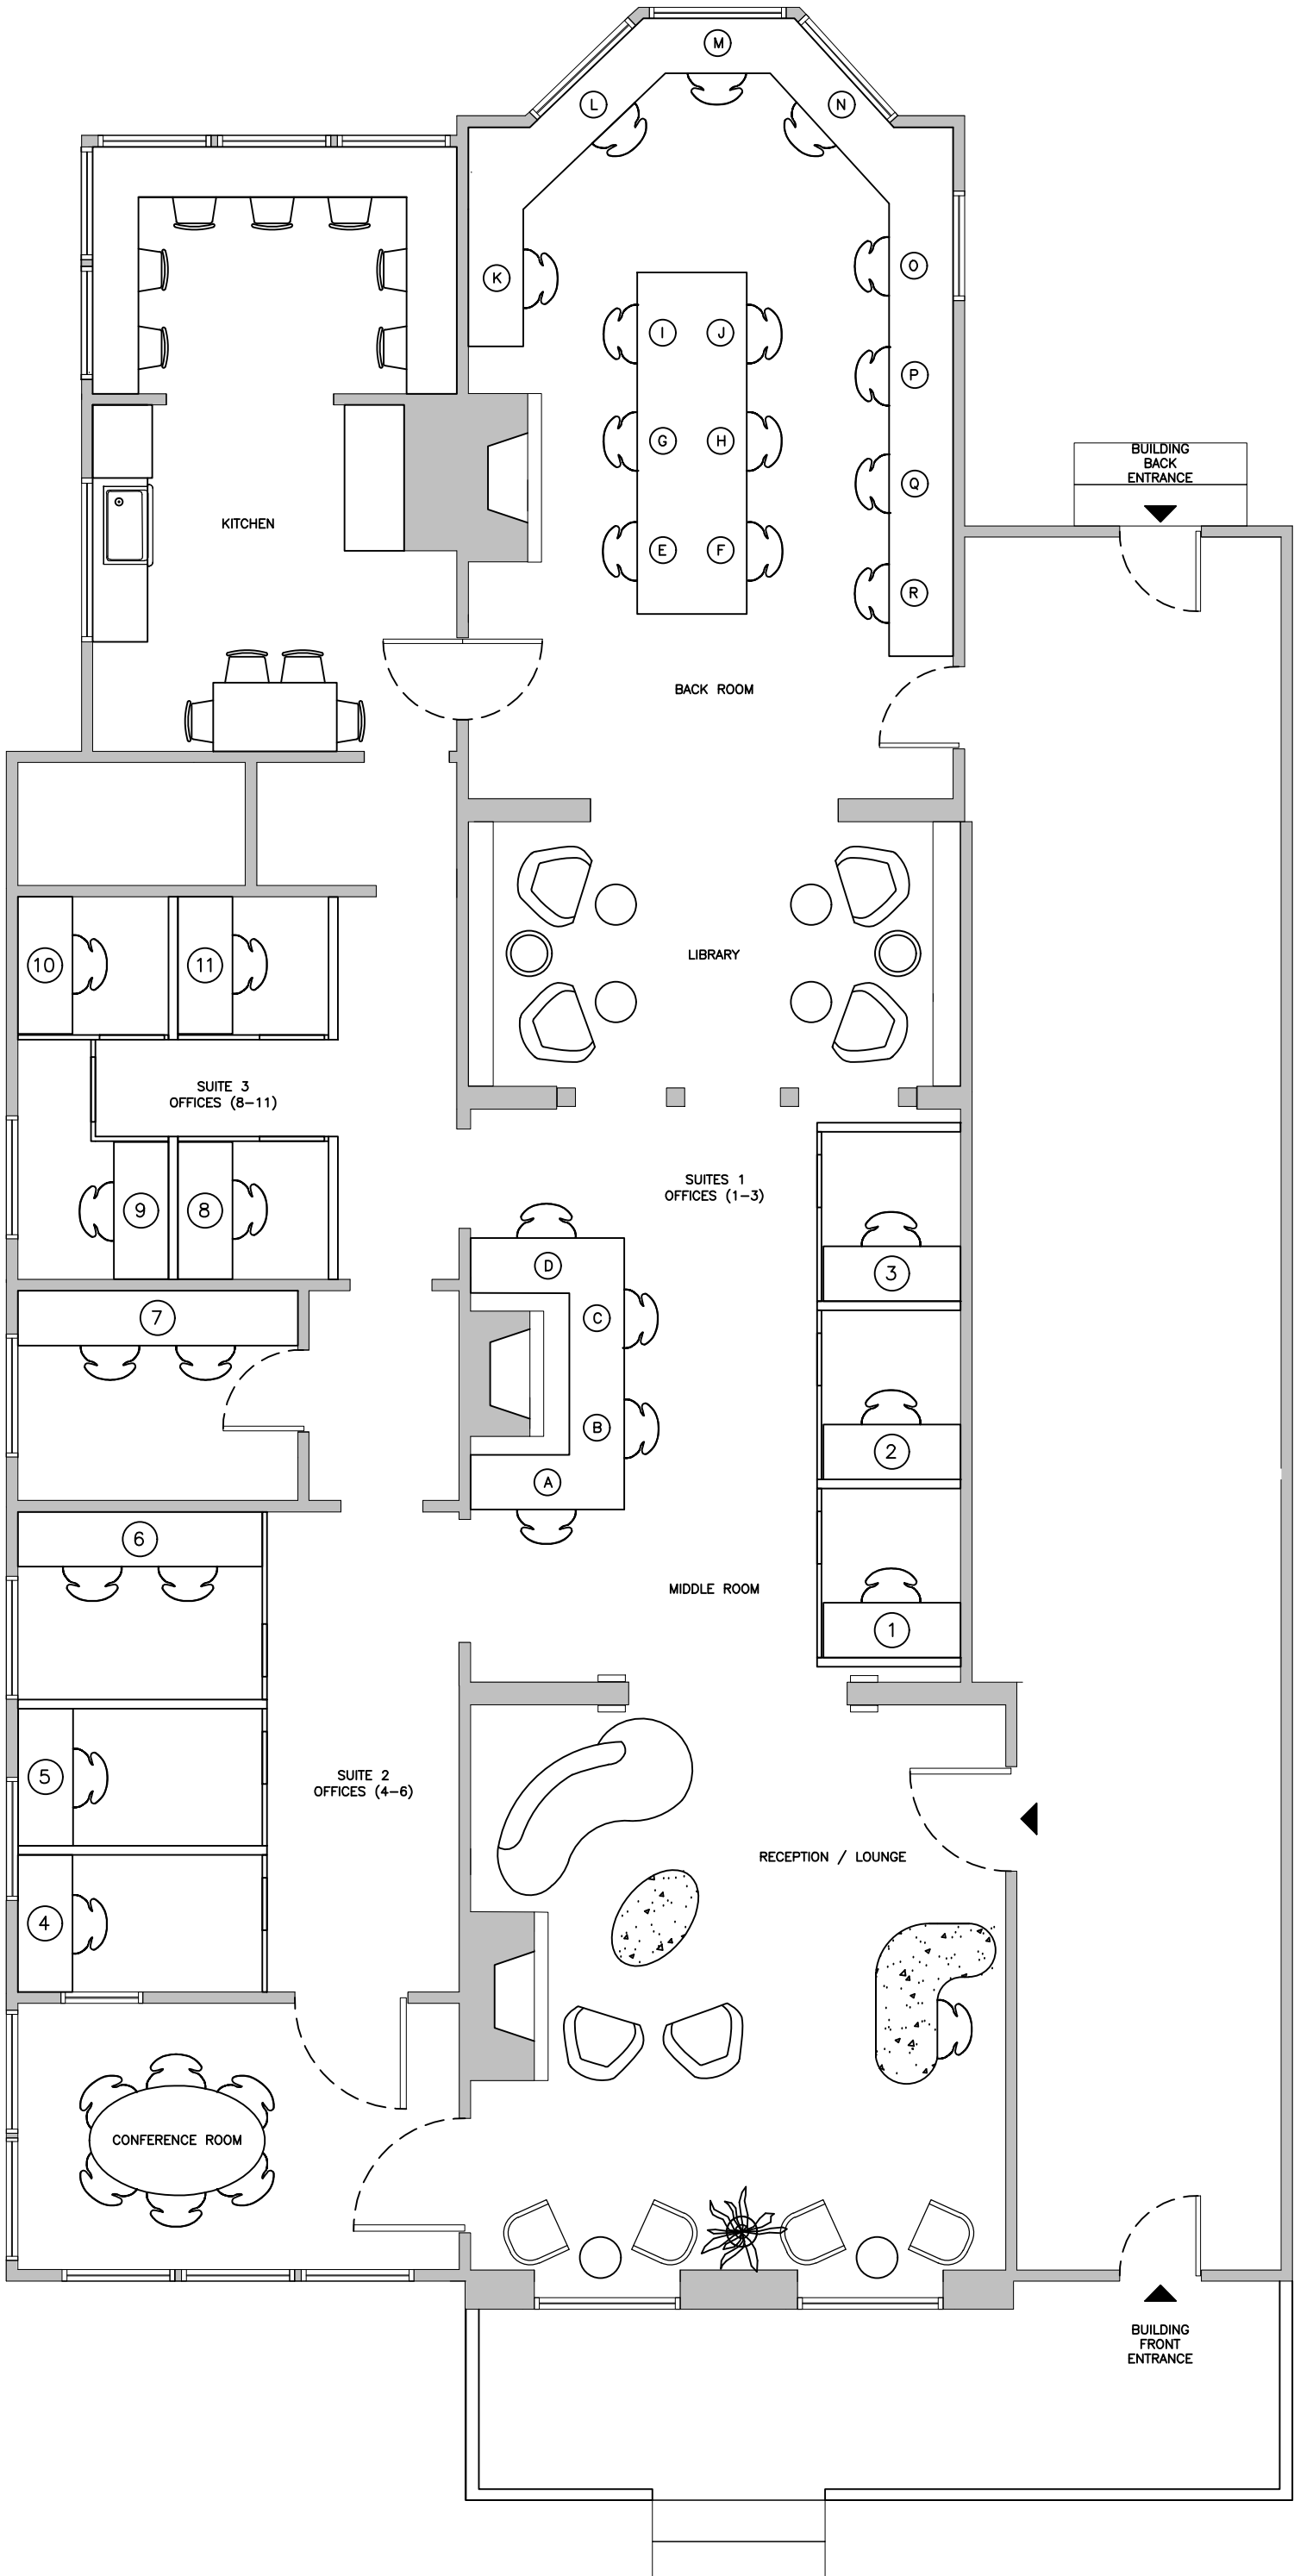 M
L
N
K
O
I
J
P
G
H
Q
E
F
R
BUILDING
BACK
ENTRANCE
KITCHEN
BACK ROOM
LIBRARY
10
11
SUITE 3
OFFICES (8-11)
9
8
SUITES 1
OFFICES (1-3)
D
C
B
A
3
2
1
7
6
MIDDLE ROOM
5
4
SUITE 2
OFFICES (4-6)
RECEPTION / LOUNGE
CONFERENCE ROOM
BUILDING
FRONT
ENTRANCE